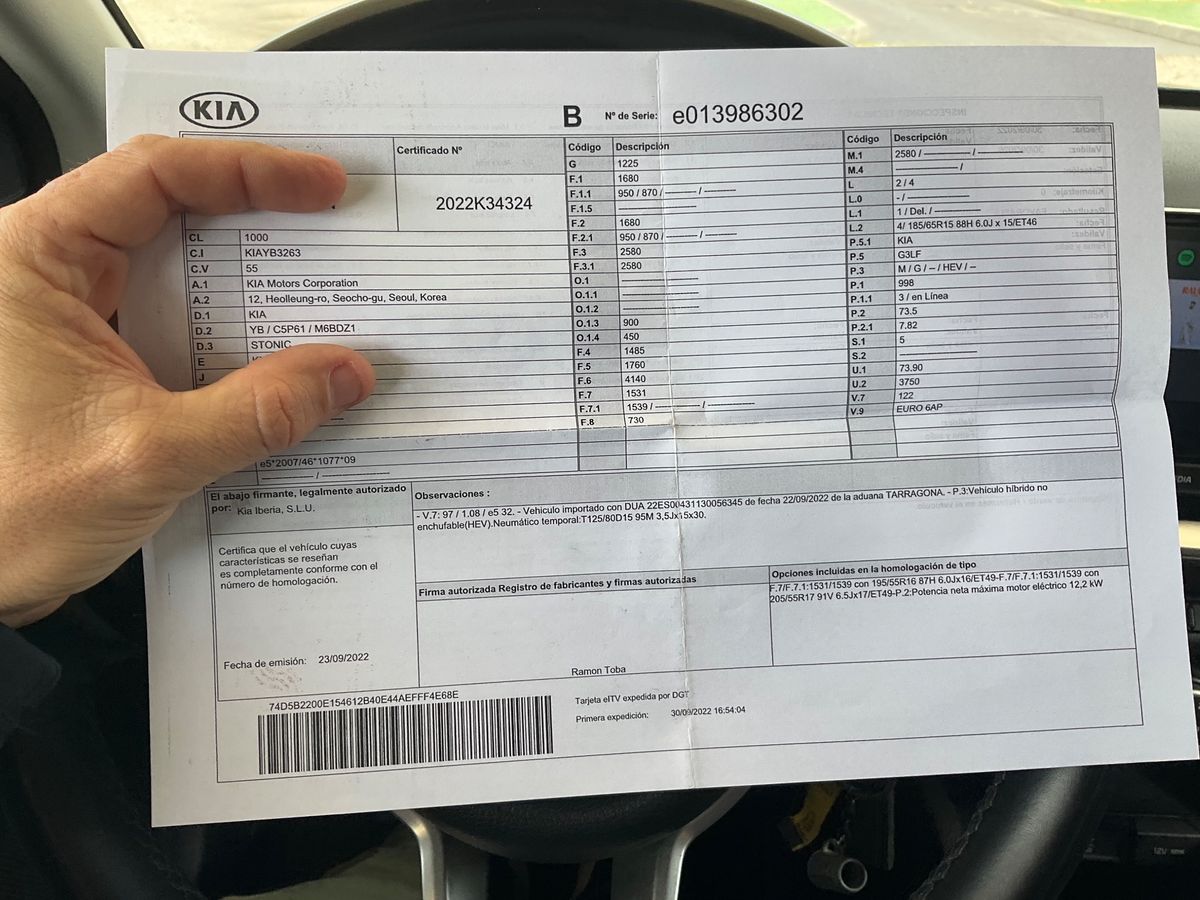 KIA
B Nº de Serie: e013986302
Certificado Nº
2022K34324
CL 1000
C.I KIAYB3263
C.V 55
A.1 KIA Motors Corporation
A.2 12, Heolleung-ro, Seocho-gu, Seoul, Korea
D.1 KIA
D.2 YB / C5P61 / M6BDZ1
D.3 STONIC
E
J
e5*2007/46*1077*09
---------------- / --------------------
Código Descripción
G 1225
F.1 1680
F.1.1 950 / 870 / ---------- / ----------
F.1.5 ------------------------
F.2 1680
F.2.1 950 / 870 / ---------- / ----------
F.3 2580
F.3.1 2580
O.1 ------------------------
O.1.1 ------------------------
O.1.2 ------------------------
O.1.3 900
O.1.4 450
F.4 1485
F.5 1760
F.6 4140
F.7 1531
F.7.1 1539 / -------------- / --------------
F.8 730
Código Descripción
M.1 2580 / -------------- / --------------
M.4 ------------------- /
L 2 / 4
L.0 - / --------------------
L.1 1 / Del. / --------------
L.2 4/ 185/65R15 88H 6.0J x 15/ET46
P.5.1 KIA
P.5 G3LF
P.3 M / G / -- / HEV / --
P.1 998
P.1.1 3 / en Línea
P.2 73.5
P.2.1 7.82
S.1 5
S.2 ------------------------
U.1 73.90
U.2 3750
V.7 122
V.9 EURO 6AP
El abajo firmante, legalmente autorizado
por: Kia Iberia, S.L.U.
Certifica que el vehículo cuyas
características se reseñan
es completamente conforme con el
número de homologación.
Fecha de emisión: 23/09/2022
Observaciones :
- V.7: 97 / 1.08 / e5 32. - Vehiculo importado con DUA 22ES00431130056345 de fecha 22/09/2022 de la aduana TARRAGONA. - P.3:Vehículo híbrido no
enchufable(HEV).Neumático temporal:T125/80D15 95M 3,5Jx15x30.
Firma autorizada Registro de fabricantes y firmas autorizadas
Ramon Toba
Opciones incluidas en la homologación de tipo
F.7/F.7.1:1531/1539 con 195/55R16 87H 6.0Jx16/ET49-F.7/F.7.1:1531/1539 con
205/55R17 91V 6.5Jx17/ET49-P.2:Potencia neta máxima motor eléctrico 12,2 kW
74D5B2200E154612B40E44AEFFF4E68E
Tarjeta eITV expedida por DGT
Primera expedición: 30/09/2022 16:54:04
12V